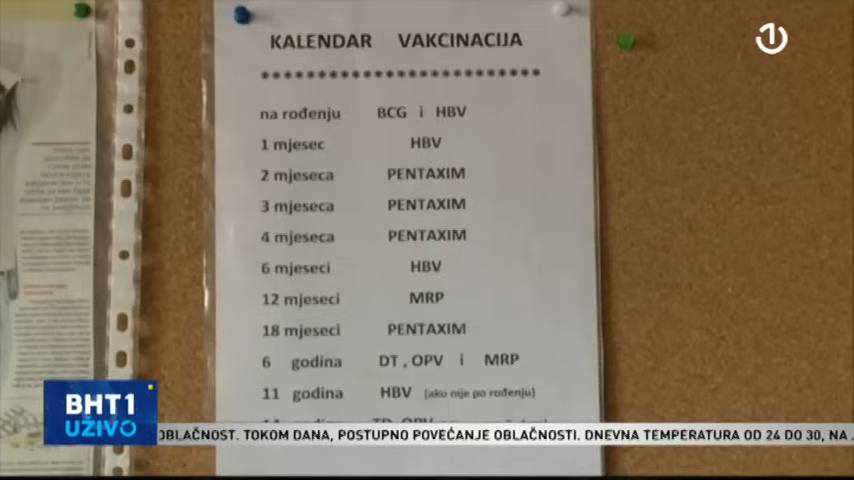 KALENDAR VAKCINACIJA
****************************
na rođenju BCG i HBV
1 mjesec HBV
2 mjeseca PENTAXIM
3 mjeseca PENTAXIM
4 mjeseca PENTAXIM
6 mjeseci HBV
12 mjeseci MRP
18 mjeseci PENTAXIM
6 godina DT , OPV i MRP
11 godina HBV (ako nije po rođenju)
BHT1
UŽIVO
OBLAČNOST. TOKOM DANA, POSTUPNO POVEĆANJE OBLAČNOSTI. DNEVNA TEMPERATURA OD 24 DO 30, NA
1